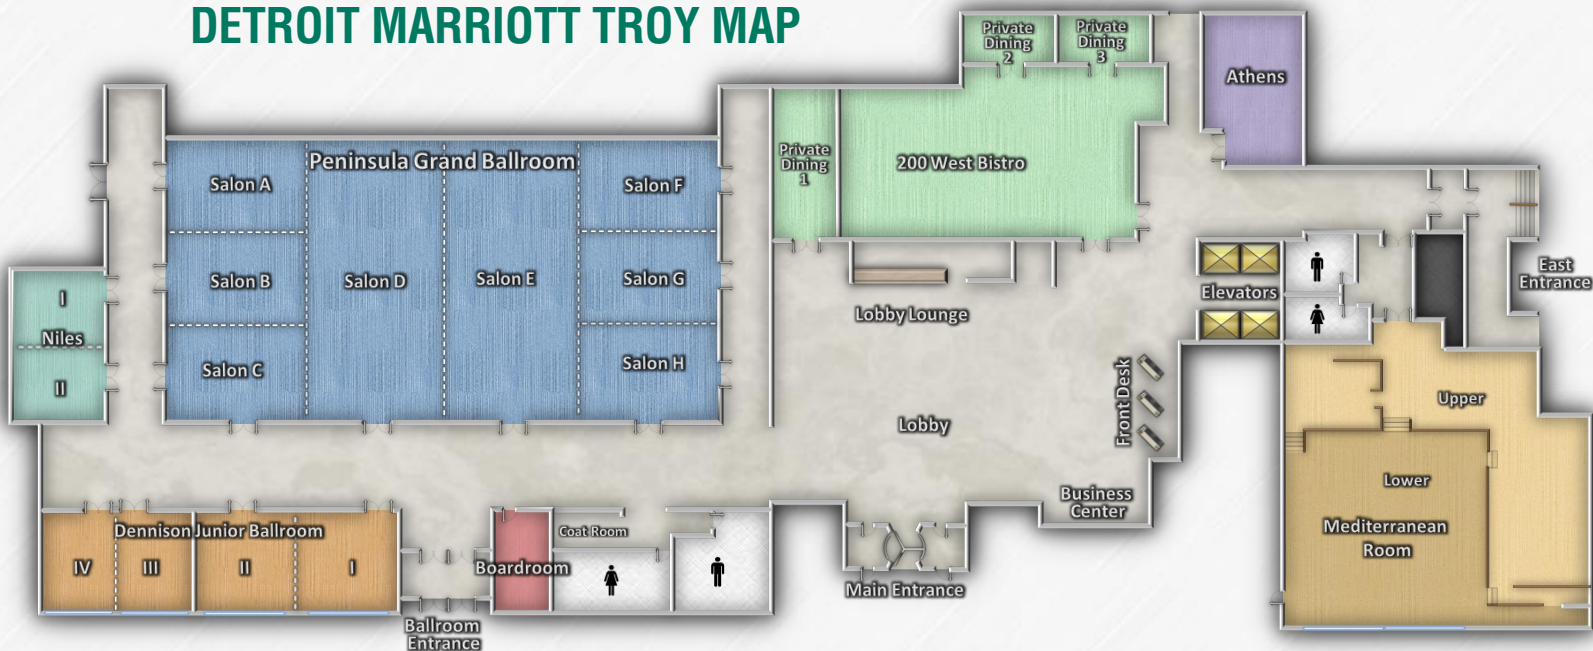 DETROIT MARRIOTT TROY MAP
Private
Dining
2
Private
Dining
3
Athens
Peninsula Grand Ballroom
Salon A
Salon F
Private
Dining
1
200 West Bistro
Salon B
Salon D
Salon E
Salon G
East
Entrance
Elevators
I
Niles
II
Lobby Lounge
Salon C
Salon H
Front Desk
Upper
Lobby
Lower
Business
Center
Mediterranean
Room
Dennison Junior Ballroom
IV
III
II
I
Coat Room
Boardroom
Main Entrance
Ballroom
Entrance